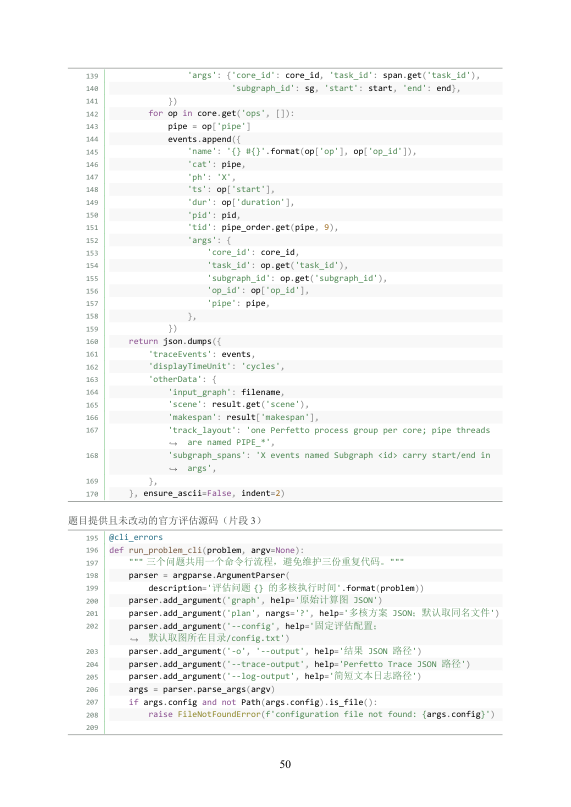 139 'args': {'core_id': core_id, 'task_id': span.get('task_id'),
140 'subgraph_id': sg, 'start': start, 'end': end},
141 })
142 for op in core.get('ops', []):
143 pipe = op['pipe']
144 events.append({
145 'name': '{} #{}'.format(op['op'], op['op_id']),
146 'cat': pipe,
147 'ph': 'X',
148 'ts': op['start'],
149 'dur': op['duration'],
150 'pid': pid,
151 'tid': pipe_order.get(pipe, 9),
152 'args': {
153 'core_id': core_id,
154 'task_id': op.get('task_id'),
155 'subgraph_id': op.get('subgraph_id'),
156 'op_id': op['op_id'],
157 'pipe': pipe,
158 },
159 })
160 return json.dumps({
161 'traceEvents': events,
162 'displayTimeUnit': 'cycles',
163 'otherData': {
164 'input_graph': filename,
165 'scene': result.get('scene'),
166 'makespan': result['makespan'],
167 'track_layout': 'one Perfetto process group per core; pipe threads
↪ are named PIPE_*',
168 'subgraph_spans': 'X events named Subgraph <id> carry start/end in
↪ args',
169 },
170 }, ensure_ascii=False, indent=2)
题目提供且未改动的官方评估源码（片段 3）
195 @cli_errors
196 def run_problem_cli(problem, argv=None):
197 """三个问题共用一个命令行流程，避免维护三份重复代码。"""
198 parser = argparse.ArgumentParser(
199 description='评估问题 {} 的多核执行时间'.format(problem))
200 parser.add_argument('graph', help='原始计算图 JSON')
201 parser.add_argument('plan', nargs='?', help='多核方案 JSON；默认取同名文件')
202 parser.add_argument('--config', help='固定评估配置；
↪ 默认取图所在目录/config.txt')
203 parser.add_argument('-o', '--output', help='结果 JSON 路径')
204 parser.add_argument('--trace-output', help='Perfetto Trace JSON 路径')
205 parser.add_argument('--log-output', help='简短文本日志路径')
206 args = parser.parse_args(argv)
207 if args.config and not Path(args.config).is_file():
208 raise FileNotFoundError(f'configuration file not found: {args.config}')
209
50